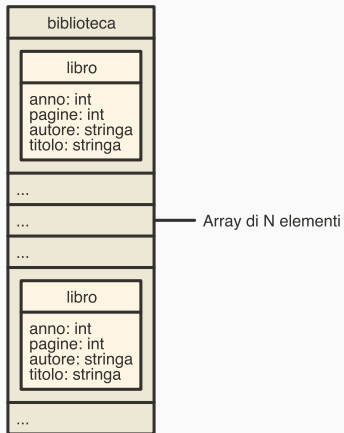 biblioteca
libro
anno: int
pagine: int
autore: stringa
titolo: stringa
...
...
Array di N elementi
...
libro
anno: int
pagine: int
autore: stringa
titolo: stringa
...